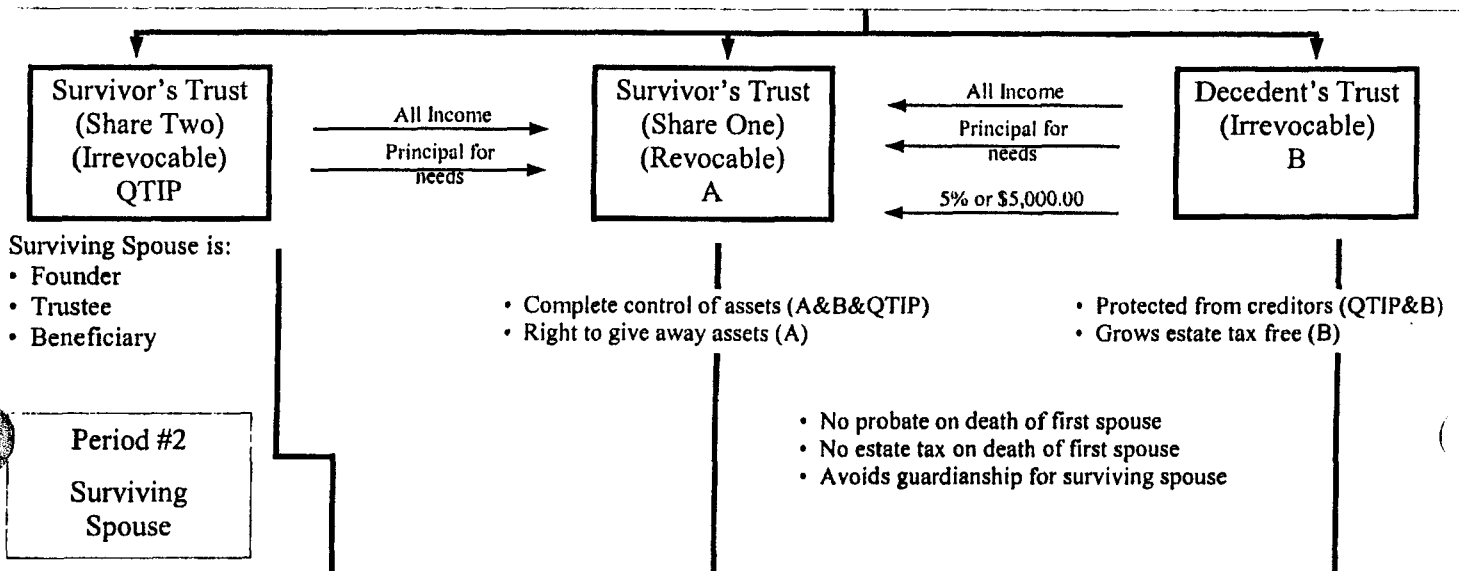 Survivor's Trust
(Share Two)
(Irrevocable)
QTIP
All Income
Principal for
needs
Survivor's Trust
(Share One)
(Revocable)
A
All Income
Principal for
needs
5% or $5,000.00
Decedent's Trust
(Irrevocable)
B
Surviving Spouse is:
• Founder
• Trustee
• Beneficiary
• Complete control of assets (A&B&QTIP)
• Right to give away assets (A)
• Protected from creditors (QTIP&B)
• Grows estate tax free (B)
Period #2
Surviving
Spouse
• No probate on death of first spouse
• No estate tax on death of first spouse
• Avoids guardianship for surviving spouse